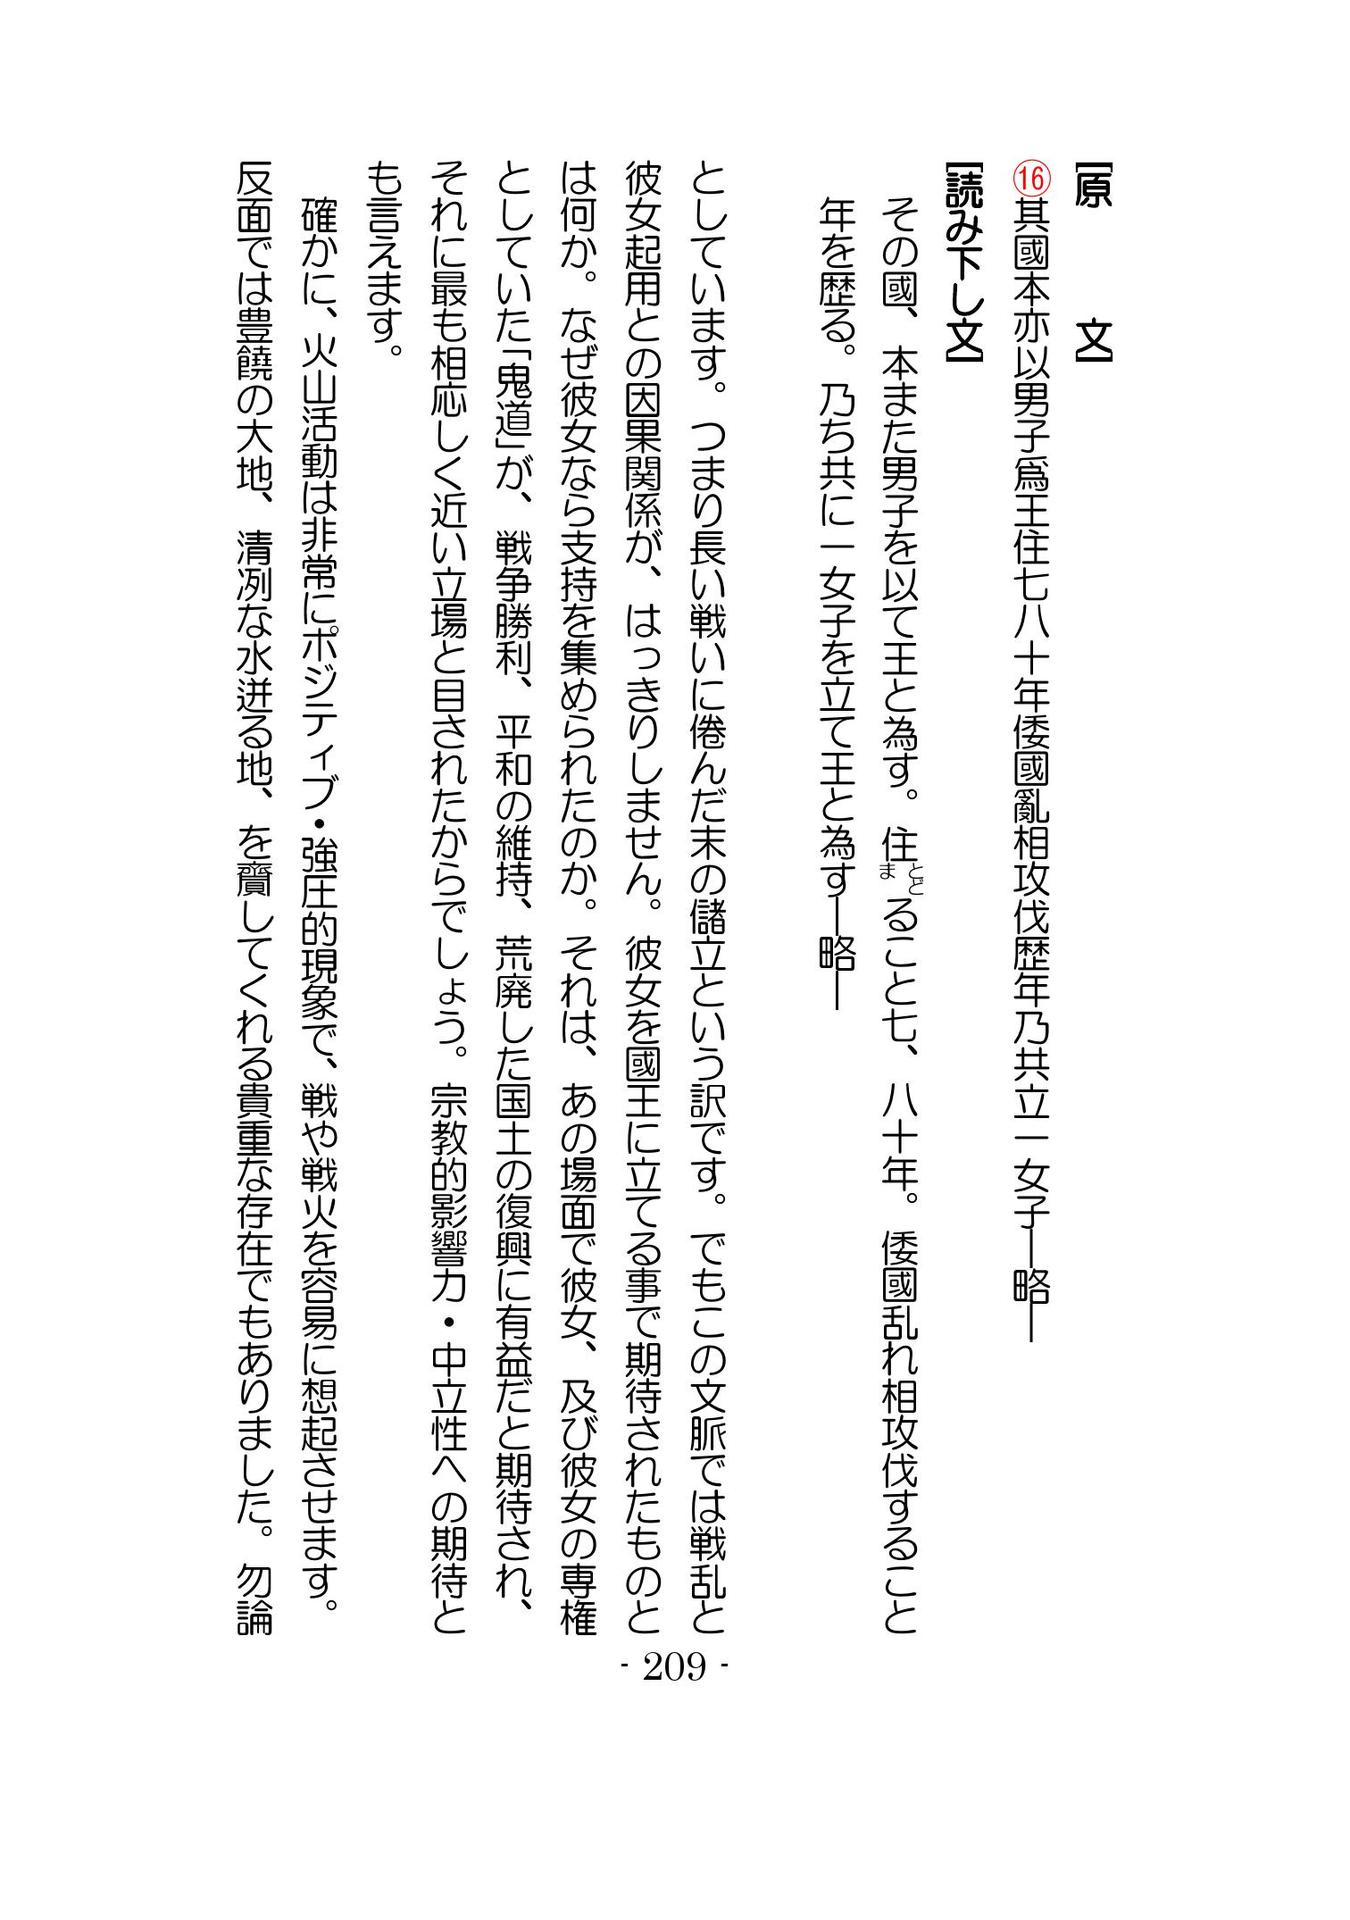 【原　　文】
⑯其國本亦以男子爲王住七八十年倭國亂相攻伐歴年乃共立一女子―略―
【読み下し文】
その國、本また男子を以て王と為す。住とどまること七、八十年。倭國乱れ相攻伐すること
年を歴る。乃ち共に一女子を立て王と為す―略―
としています。つまり長い戦いに倦んだ末の儲立という訳です。でもこの文脈では戦乱と
彼女起用との因果関係が、はっきりしません。彼女を國王に立てる事で期待されたものと
は何か。なぜ彼女なら支持を集められたのか。それは、あの場面で彼女、及び彼女の専権
としていた「鬼道」が、戦争勝利、平和の維持、荒廃した国土の復興に有益だと期待され、
それに最も相応しく近い立場と目されたからでしょう。宗教的影響力・中立性への期待と
も言えます。
確かに、火山活動は非常にポジティブ・強圧的現象で、戦や戦火を容易に想起させます。
反面では豊饒の大地、清冽な水迸る地、を齎してくれる貴重な存在でもありました。勿論
- 209 -